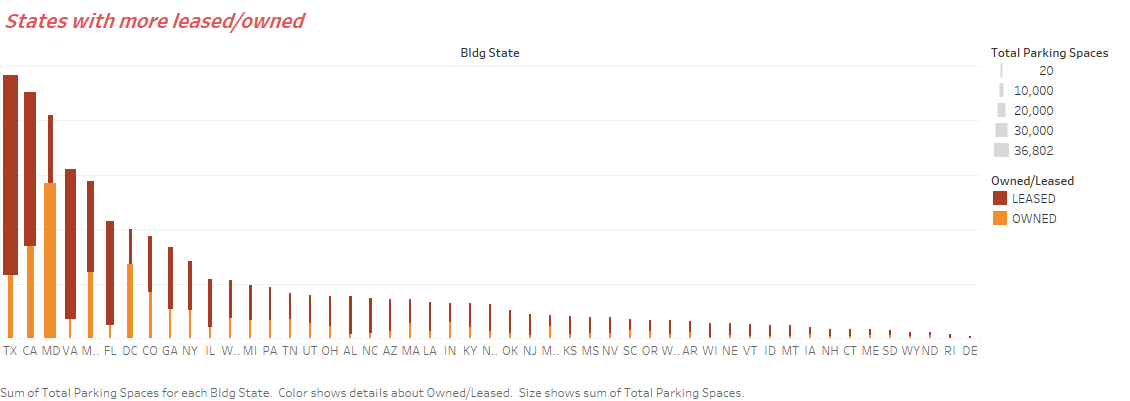 States with more leased/owned
Bldg State
TX CA MD VA M.. FL DC CO GA NY IL W.. MI PA TN UT OH AL NC AZ MA LA IN KY N.. OK NJ M.. KS MS NV SC OR W.. AR WI NE VT ID MT IA NH CT ME SD WY ND RI DE
Total Parking Spaces
20
10,000
20,000
30,000
36,802
Owned/Leased
LEASED
OWNED
Sum of Total Parking Spaces for each Bldg State. Color shows details about Owned/Leased. Size shows sum of Total Parking Spaces.